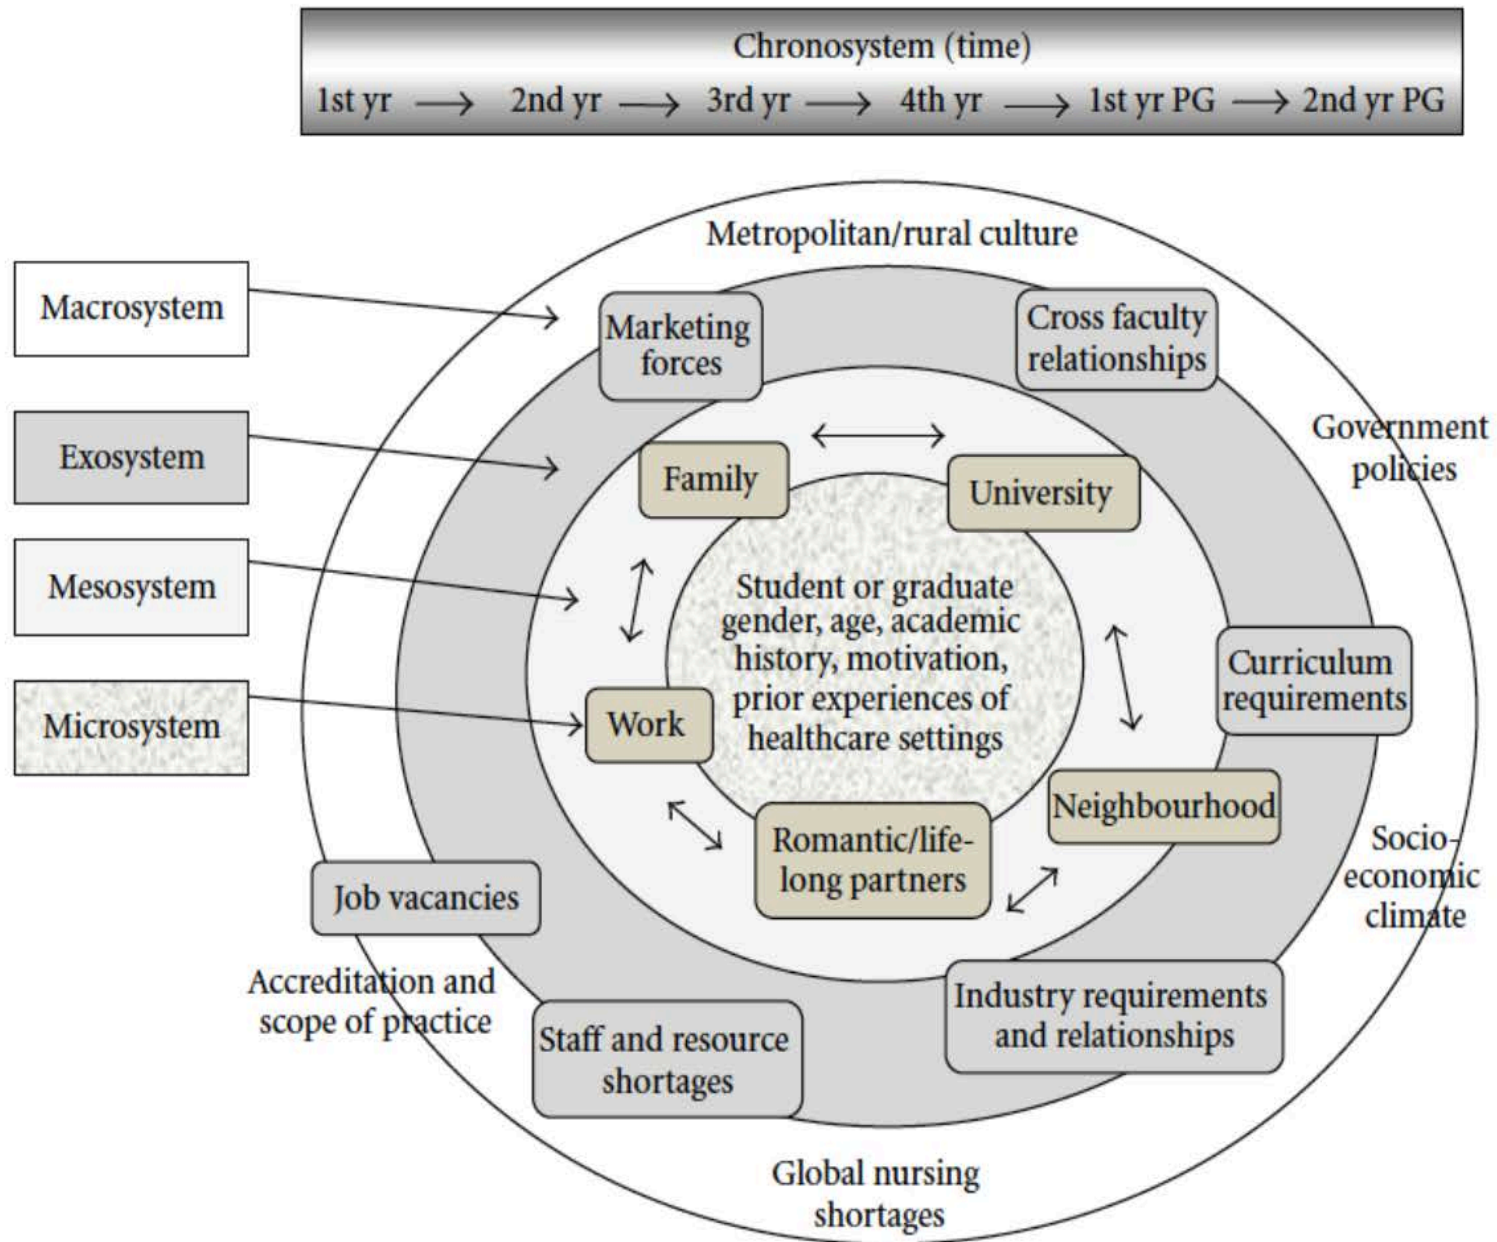 Chronosystem (time)
1st yr → 2nd yr → 3rd yr → 4th yr → 1st yr PG → 2nd yr PG
Metropolitan/rural culture
Macrosystem
Marketing
forces
Cross faculty
relationships
Government
policies
Exosystem
Family
University
Mesosystem
Student or graduate
gender, age, academic
history, motivation,
prior experiences of
healthcare settings
Curriculum
requirements
Microsystem
Work
Neighbourhood
Romantic/life-
long partners
Socio-
economic
climate
Job vacancies
Accreditation and
scope of practice
Industry requirements
and relationships
Staff and resource
shortages
Global nursing
shortages